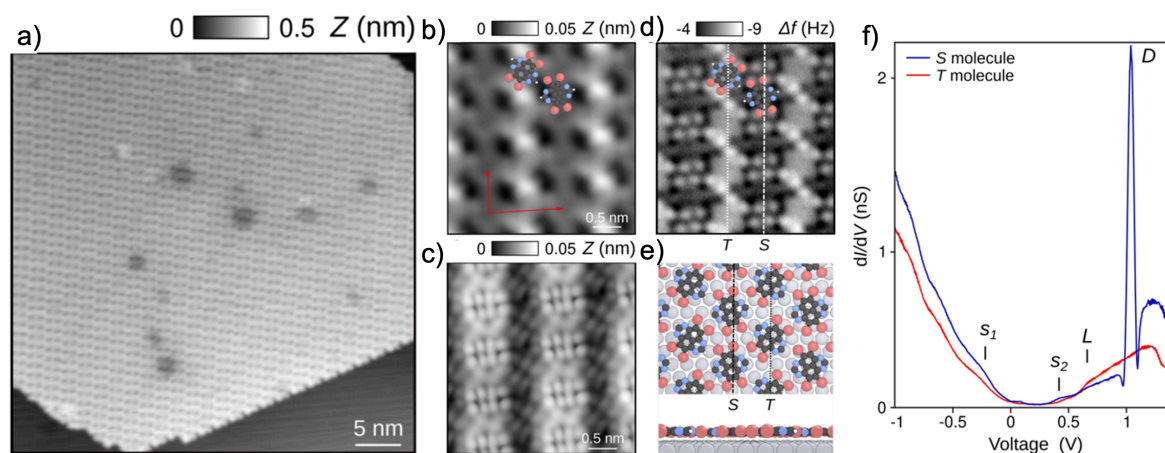 a)
0 0.5 Z (nm)
5 nm
b)
0 0.05 Z (nm)
0.5 nm
c)
0 0.05 Z (nm)
0.5 nm
d)
-4 -9 Δf (Hz)
T S
e)
S T
f)
S molecule
T molecule
D
s1
s2
L
2
1
0
dI/dV (nS)
-1 -0.5 0 0.5 1
Voltage (V)